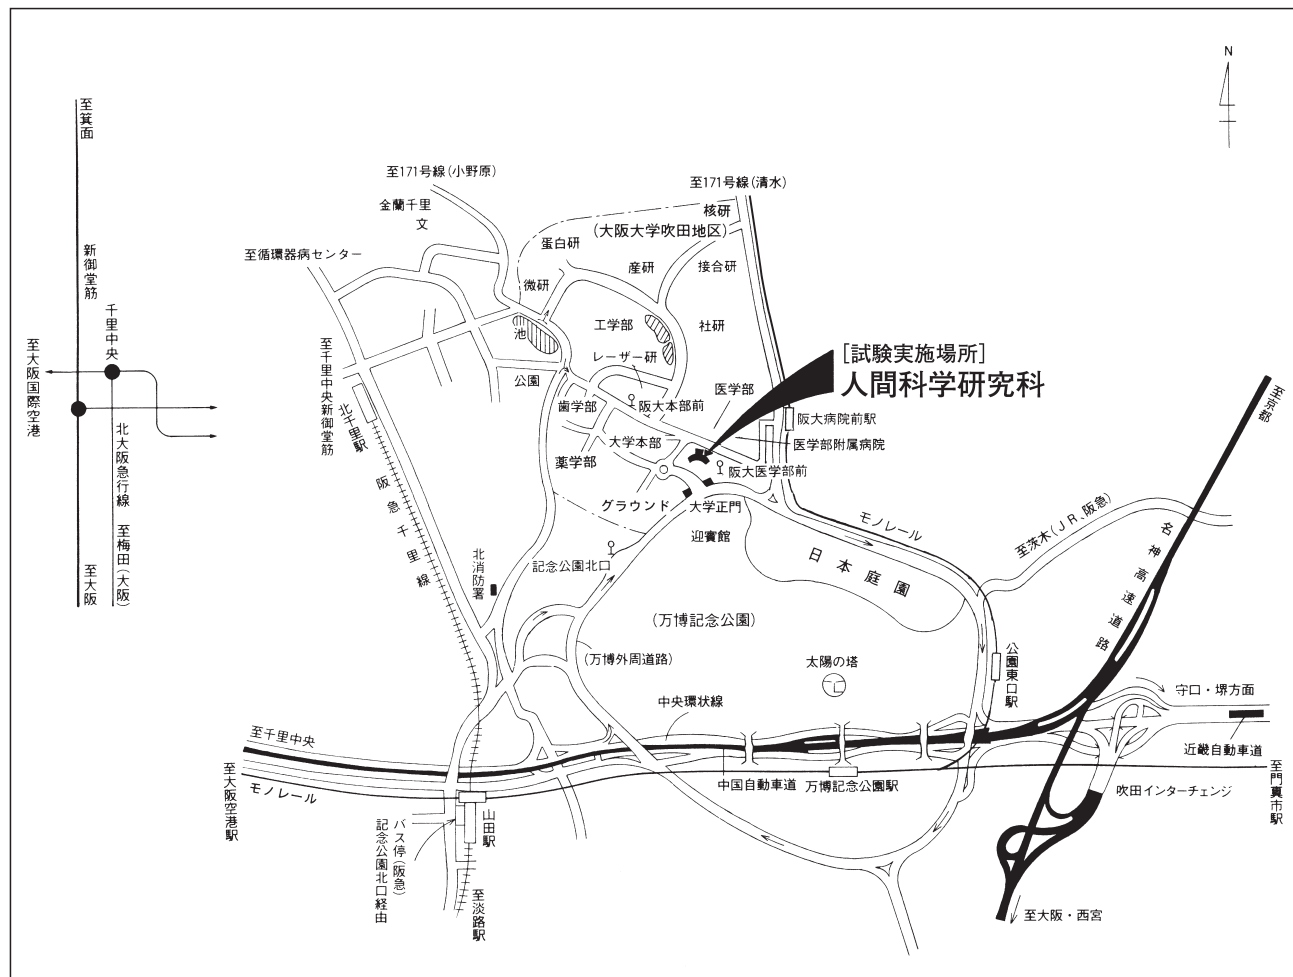 N
至箕面
新御堂筋
千里中央
至大阪国際空港
北大阪急行線
至梅田(大阪)
至大阪
至171号線(小野原)
金蘭千里
文
至循環器病センター
至171号線(清水)
核研
(大阪大学吹田地区)
蛋白研
産研
接合研
微研
池
工学部
社研
レーザー研
公園
歯学部
阪大本部前
医学部
[試験実施場所]
人間科学研究科
阪大病院前駅
医学部附属病院
大学本部
薬学部
阪大医学部前
グラウンド
大学正門
迎賓館
至千里中央新御堂筋
北千里駅
阪急千里線
北消防署
記念公園北口
モノレール
日本庭園
至茨木(JR、阪急)
至京都
名神高速道路
(万博記念公園)
(万博外周道路)
太陽の塔
公園東口駅
中央環状線
守口・堺方面
近畿自動車道
至千里中央
至大阪空港駅
モノレール
中国自動車道
万博記念公園駅
吹田インターチェンジ
至門真市駅
山田駅
バス停(阪急)
記念公園北口経由
至淡路駅
至大阪・西宮